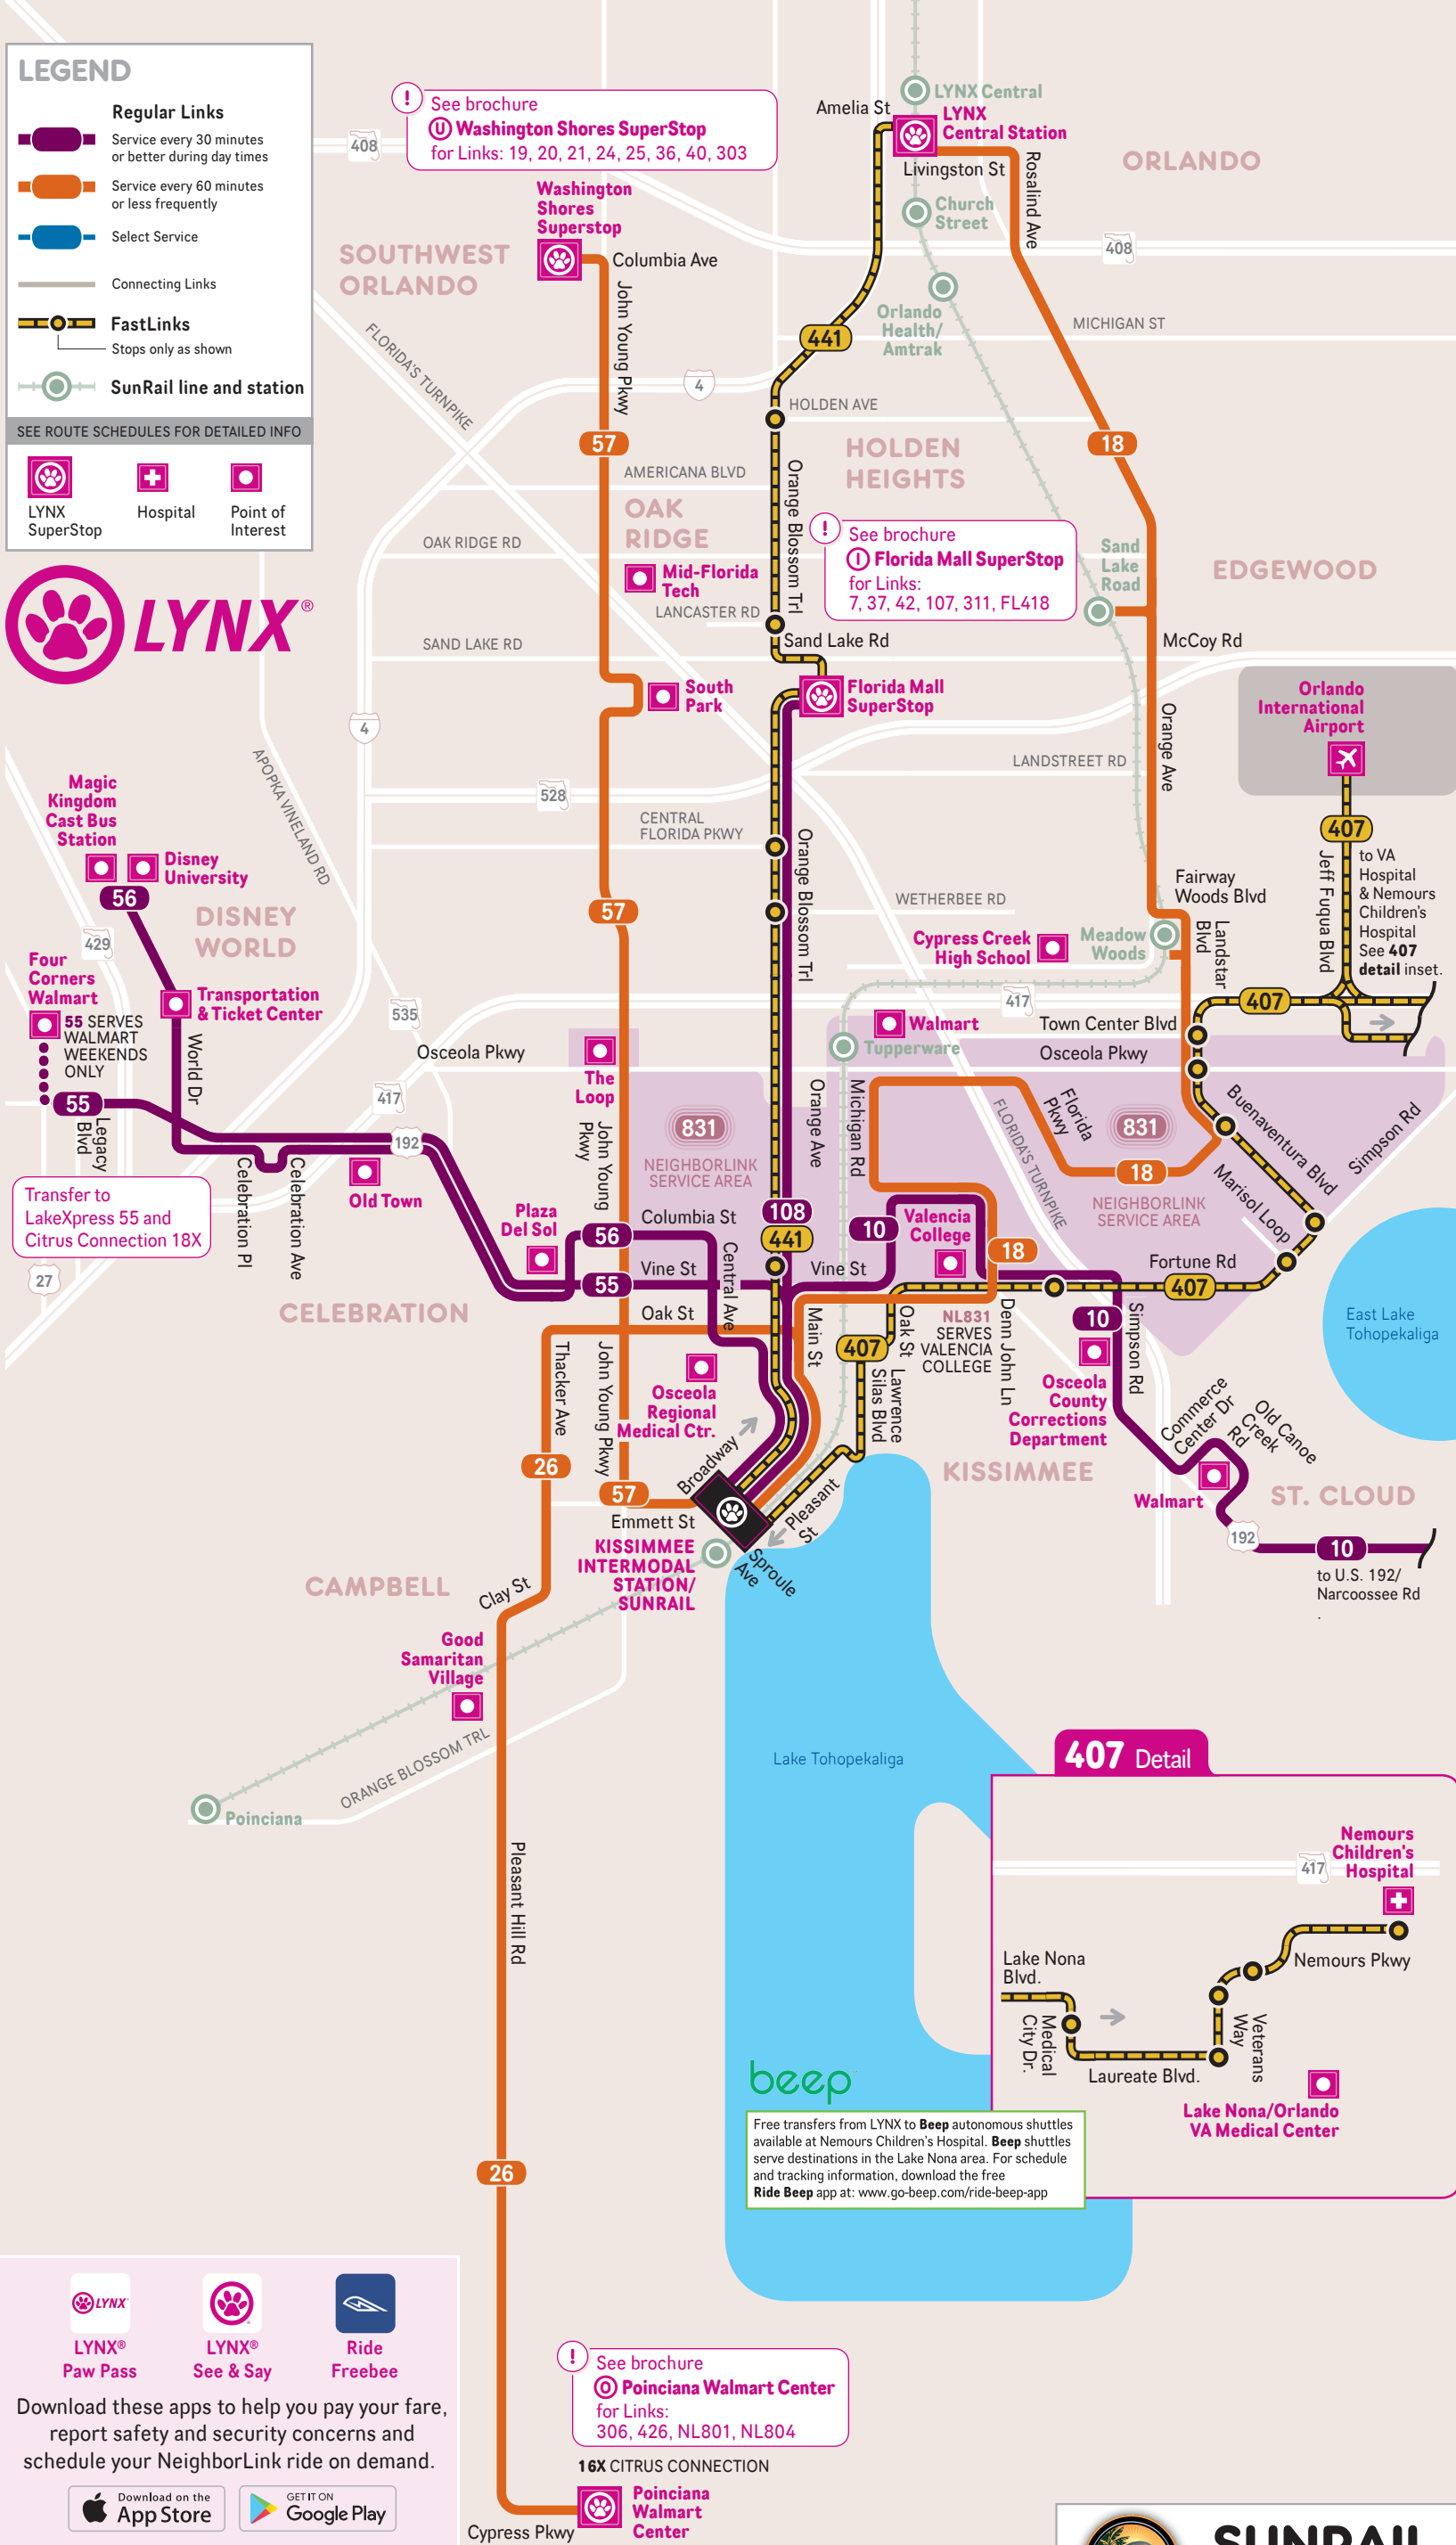 LEGEND
Regular Links
Service every 30 minutes
or better during day times
Service every 60 minutes
or less frequently
Select Service
Connecting Links
FastLinks
Stops only as shown
SunRail line and station
SEE ROUTE SCHEDULES FOR DETAILED INFO
LYNX
SuperStop
Hospital
Point of
Interest
LYNX®
408
! See brochure
U Washington Shores SuperStop
for Links: 19, 20, 21, 24, 25, 36, 40, 303
Washington
Shores
Superstop
Columbia Ave
SOUTHWEST
ORLANDO
Amelia St
LYNX Central
LYNX
Central Station
Livingston St
Rosalind Ave
ORLANDO
Church
Street
408
Orlando
Health/
Amtrak
MICHIGAN ST
John Young Pkwy
FLORIDA'S TURNPIKE
441
4
HOLDEN AVE
57
18
HOLDEN
HEIGHTS
AMERICANA BLVD
Orange Blossom Trl
OAK
RIDGE
OAK RIDGE RD
! See brochure
I Florida Mall SuperStop
for Links:
7, 37, 42, 107, 311, FL418
Sand
Lake
Road
EDGEWOOD
Mid-Florida
Tech
LANCASTER RD
SAND LAKE RD
Sand Lake Rd
McCoy Rd
South
Park
Florida Mall
SuperStop
Orlando
International
Airport
4
APOPKA VINELAND RD
Orange Ave
LANDSTREET RD
528
CENTRAL
FLORIDA PKWY
Orange Blossom Trl
407
Jeff Fuqua Blvd
to VA
Hospital
& Nemours
Children's
Hospital
See 407
detail inset.
Magic
Kingdom
Cast Bus
Station
Disney
University
56
DISNEY
WORLD
429
57
WETHERBEE RD
Fairway
Woods Blvd
Cypress Creek
High School
Meadow
Woods
Landstar
Blvd
Four
Corners
Walmart
55 SERVES
WALMART
WEEKENDS
ONLY
Transportation
& Ticket Center
World Dr
535
417
407
Walmart
Town Center Blvd
Tupperware
Osceola Pkwy
Osceola Pkwy
The
Loop
417
55
Legacy
Blvd
192
John Young
Pkwy
831
NEIGHBORLINK
SERVICE AREA
Orange Ave
Michigan Rd
FLORIDA'S TURNPIKE
Florida
Pkwy
831
18
NEIGHBORLINK
SERVICE AREA
Buenaventura Blvd
Simpson Rd
Marisol Loop
Transfer to
LakeXpress 55 and
Citrus Connection 18X
Celebration Pl
Celebration Ave
Old Town
27
Plaza
Del Sol
56
Columbia St
108
441
10
Valencia
College
18
Fortune Rd
407
Central Ave
55
Vine St
Vine St
CELEBRATION
Oak St
Main St
407
Oak St
NL831
SERVES
VALENCIA
COLLEGE
Denn John Ln
10
Simpson Rd
East Lake
Tohopekaliga
Thacker Ave
John Young Pkwy
Osceola
Regional
Medical Ctr.
Lawrence
Silas Blvd
Osceola
County
Corrections
Department
Commerce
Center Dr
Old Canoe
Creek
Rd
26
57
Broadway
Pleasant
St
KISSIMMEE
Walmart
ST. CLOUD
Emmett St
192
10
to U.S. 192/
Narcoossee Rd
.
KISSIMMEE
INTERMODAL
STATION/
SUNRAIL
Sproule
Ave
CAMPBELL
Clay St
Good
Samaritan
Village
ORANGE BLOSSOM TRL
Poinciana
Lake Tohopekaliga
Pleasant Hill Rd
407 Detail
Nemours
Children's
Hospital
417
Lake Nona
Blvd.
Nemours Pkwy
Medical
City Dr.
Veterans
Way
Laureate Blvd.
Lake Nona/Orlando
VA Medical Center
beep
Free transfers from LYNX to Beep autonomous shuttles
available at Nemours Children's Hospital. Beep shuttles
serve destinations in the Lake Nona area. For schedule
and tracking information, download the free
Ride Beep app at: www.go-beep.com/ride-beep-app
26
LYNX
LYNX®
Paw Pass
LYNX®
See & Say
Ride
Freebee
Download these apps to help you pay your fare,
report safety and security concerns and
schedule your NeighborLink ride on demand.
Download on the
App Store
GET IT ON
Google Play
! See brochure
O Poinciana Walmart Center
for Links:
306, 426, NL801, NL804
16X CITRUS CONNECTION
Poinciana
Walmart
Center
Cypress Pkwy
SUNRAIL